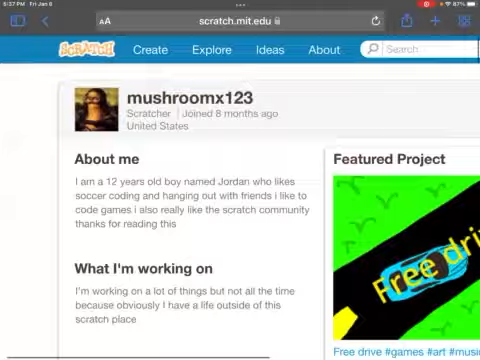 5:37 PM Fri Jan 6
87%
AA
scratch.mit.edu
SCRATCH Create Explore Ideas About Search
mushroomx123
Scratcher | Joined 8 months ago
United States
About me
I am a 12 years old boy named Jordan who likes
soccer coding and hanging out with friends i like to
code games i also really like the scratch community
thanks for reading this
What I'm working on
I'm working on a lot of things but not all the time
because obviously I have a life outside of this
scratch place
Featured Project
Free dri
Free drive #games #art #musi